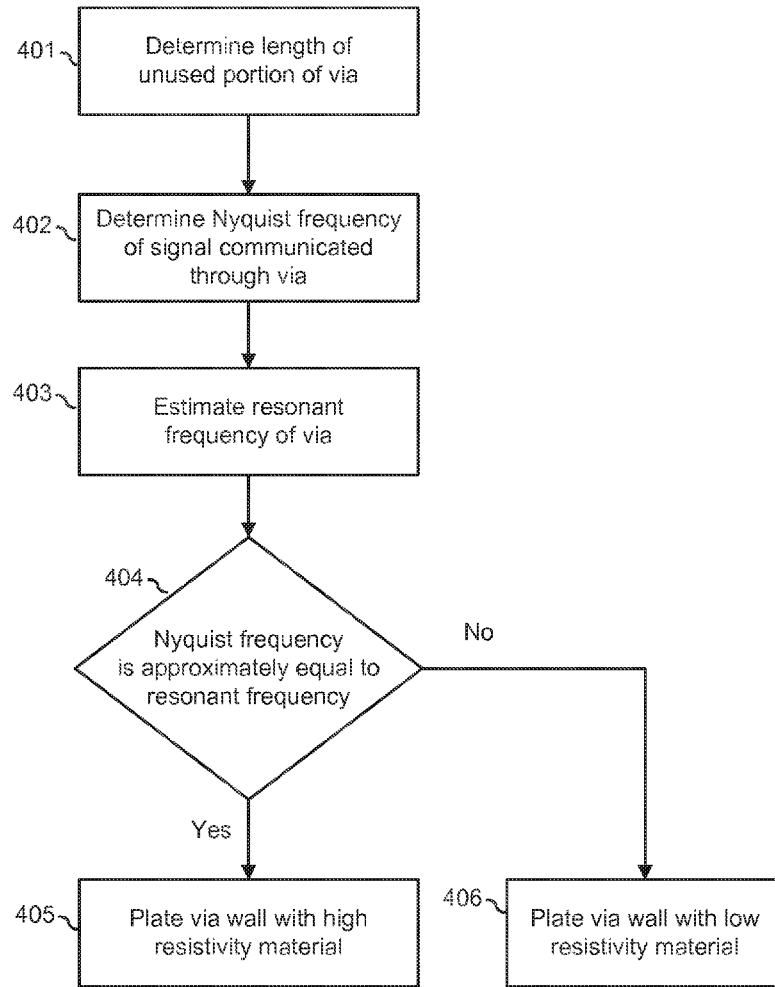 401
Determine length of
unused portion of via
402
Determine Nyquist frequency
of signal communicated
through via
403
Estimate resonant
frequency of via
404
Nyquist frequency
is approximately equal to
resonant frequency
No
Yes
405
Plate via wall with high
resistivity material
406
Plate via wall with low
resistivity material